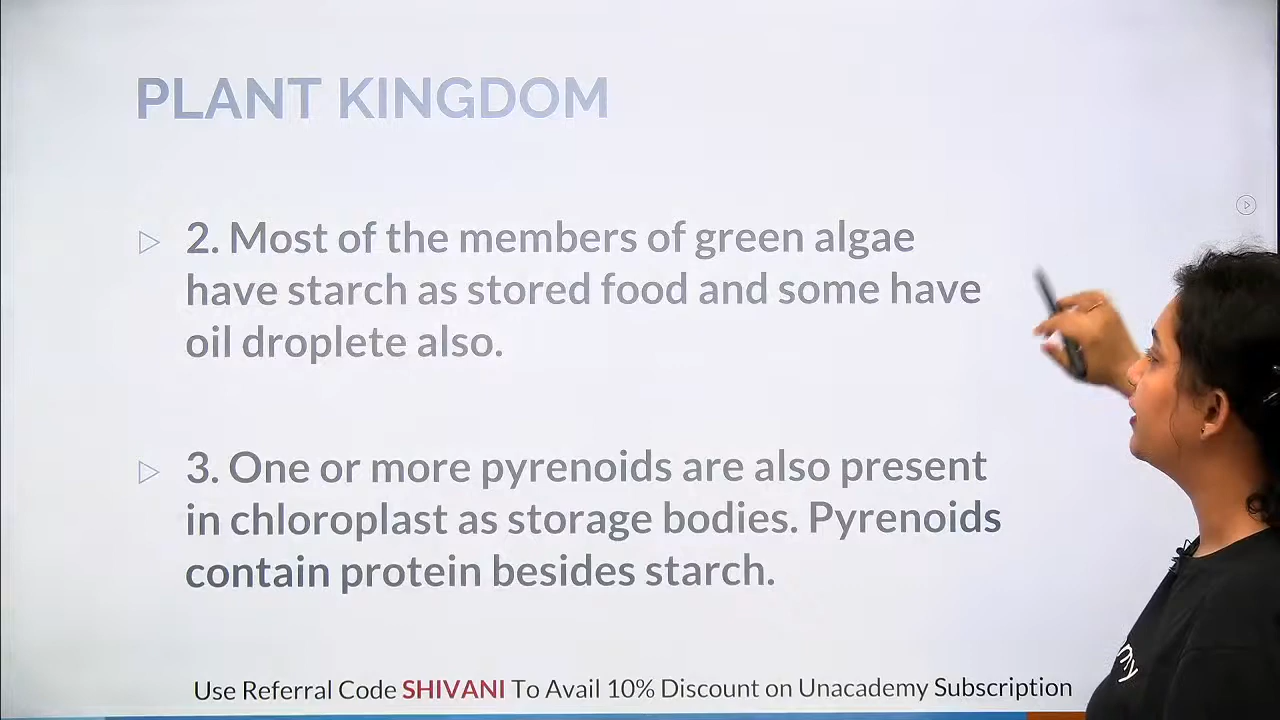 PLANT KINGDOM
2. Most of the members of green algae
have starch as stored food and some have
oil droplete also.
3. One or more pyrenoids are also present
in chloroplast as storage bodies. Pyrenoids
contain protein besides starch.
Use Referral Code SHIVANI To Avail 10% Discount on Unacademy Subscription
my